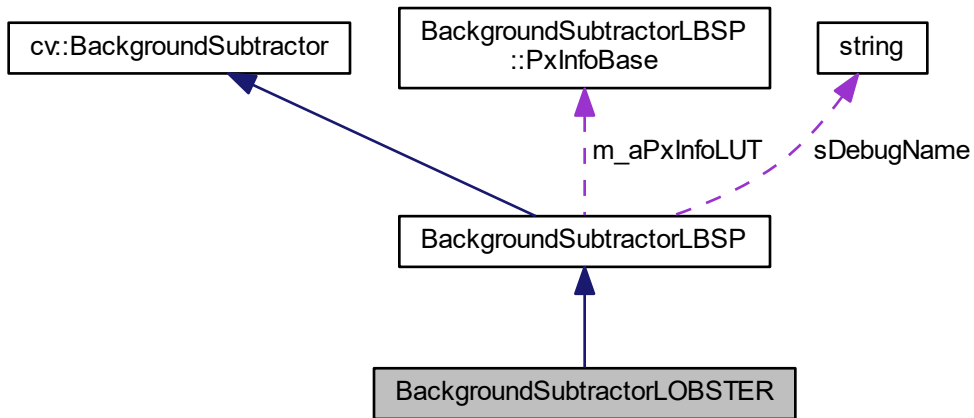 cv::BackgroundSubtractor
BackgroundSubtractorLBSP
::PxInfoBase
string
m_aPxInfoLUT
sDebugName
BackgroundSubtractorLBSP
BackgroundSubtractorLOBSTER